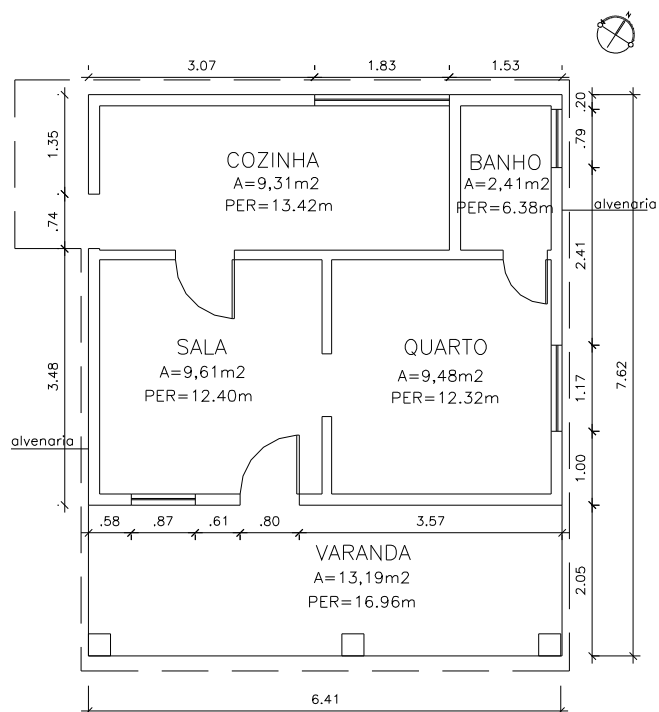 N
3.07
1.83
1.53
.20
.79
1.35
COZINHA
A=9,31m2
PER=13.42m
BANHO
A=2,41m2
PER=6.38m
alvenaria
.74
2.41
SALA
A=9,61m2
PER=12.40m
QUARTO
A=9,48m2
PER=12.32m
3.48
1.17
7.62
alvenaria
1.00
.58
.87
.61
.80
3.57
VARANDA
A=13,19m2
PER=16.96m
2.05
6.41